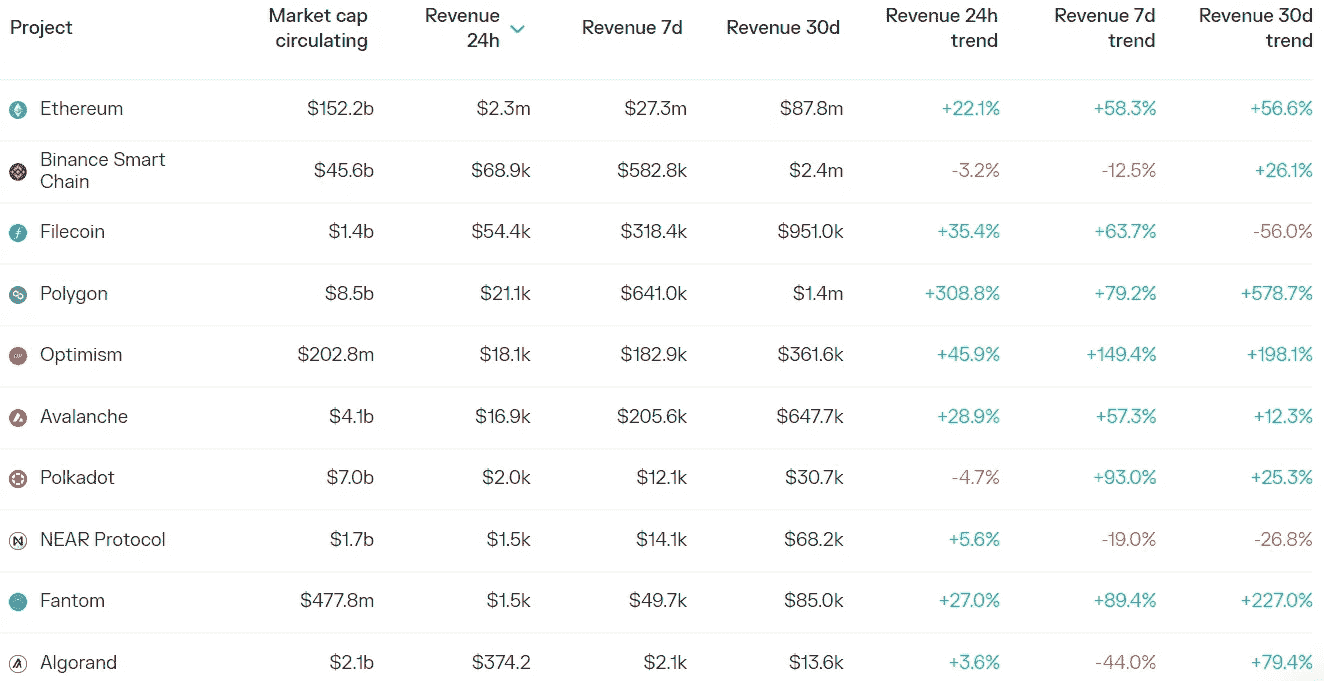 Project Market cap circulating Revenue 24h Revenue 7d Revenue 30d Revenue 24h trend Revenue 7d trend Revenue 30d trend
Ethereum $152.2b $2.3m $27.3m $87.8m +22.1% +58.3% +56.6%
Binance Smart Chain $45.6b $68.9k $582.8k $2.4m -3.2% -12.5% +26.1%
Filecoin $1.4b $54.4k $318.4k $951.0k +35.4% +63.7% -56.0%
Polygon $8.5b $21.1k $641.0k $1.4m +308.8% +79.2% +578.7%
Optimism $202.8m $18.1k $182.9k $361.6k +45.9% +149.4% +198.1%
Avalanche $4.1b $16.9k $205.6k $647.7k +28.9% +57.3% +12.3%
Polkadot $7.0b $2.0k $12.1k $30.7k -4.7% +93.0% +25.3%
NEAR Protocol $1.7b $1.5k $14.1k $68.2k +5.6% -19.0% -26.8%
Fantom $477.8m $1.5k $49.7k $85.0k +27.0% +89.4% +227.0%
Algorand $2.1b $374.2 $2.1k $13.6k +3.6% -44.0% +79.4%